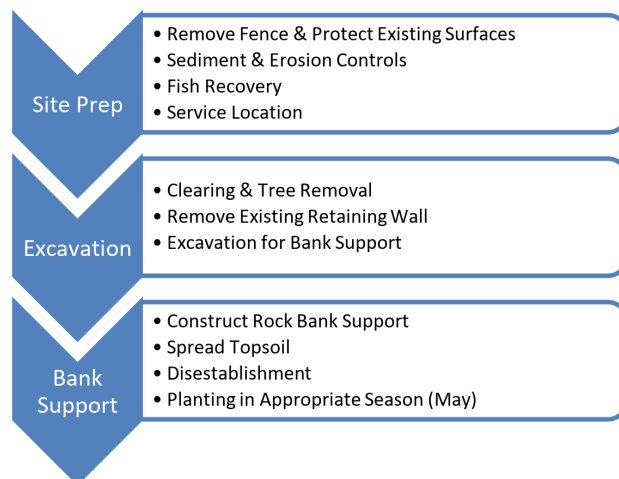 Site Prep
• Remove Fence & Protect Existing Surfaces
• Sediment & Erosion Controls
• Fish Recovery
• Service Location
Excavation
• Clearing & Tree Removal
• Remove Existing Retaining Wall
• Excavation for Bank Support
Bank
Support
• Construct Rock Bank Support
• Spread Topsoil
• Disestablishment
• Planting in Appropriate Season (May)